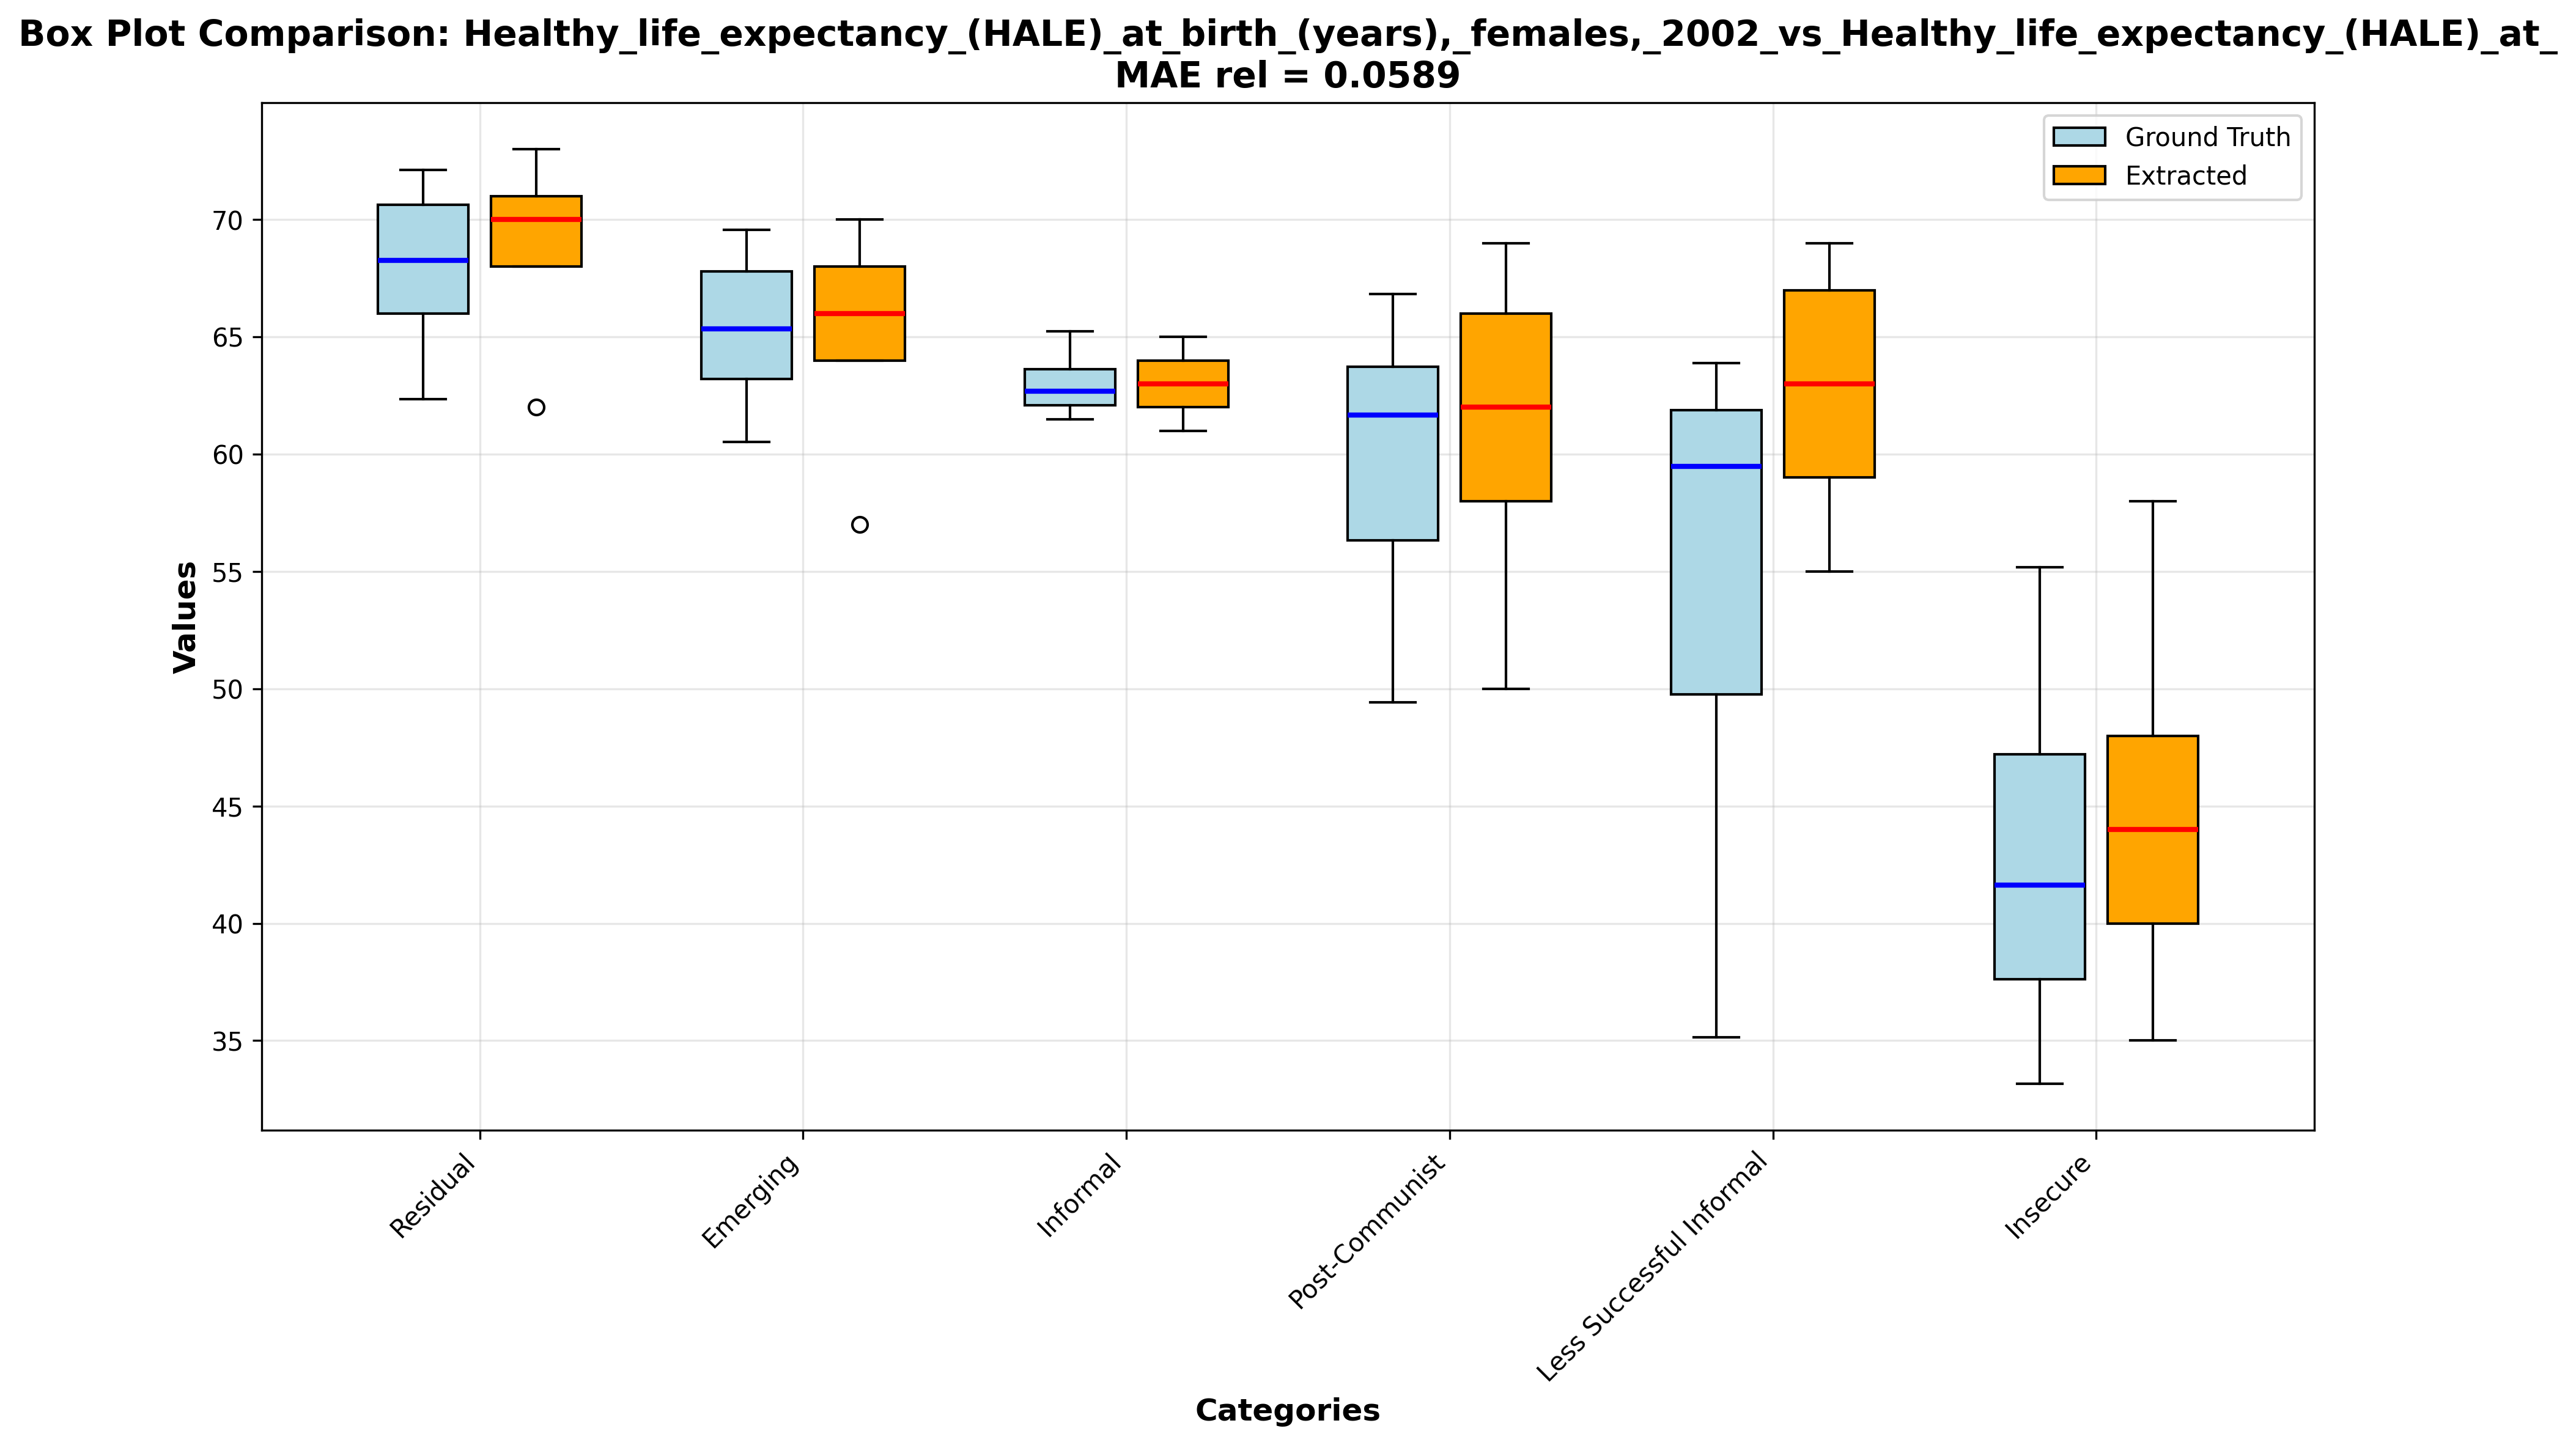 Box Plot Comparison: Healthy_life_expectancy_(HALE)_at_birth_(years),_females,_2002_vs_Healthy_life_expectancy_(HALE)_at_
MAE rel = 0.0589
Ground Truth
Extracted
Values
70
65
60
55
50
45
40
35
Residual
Emerging
Informal
Post-Communist
Less Successful Informal
Insecure
Categories